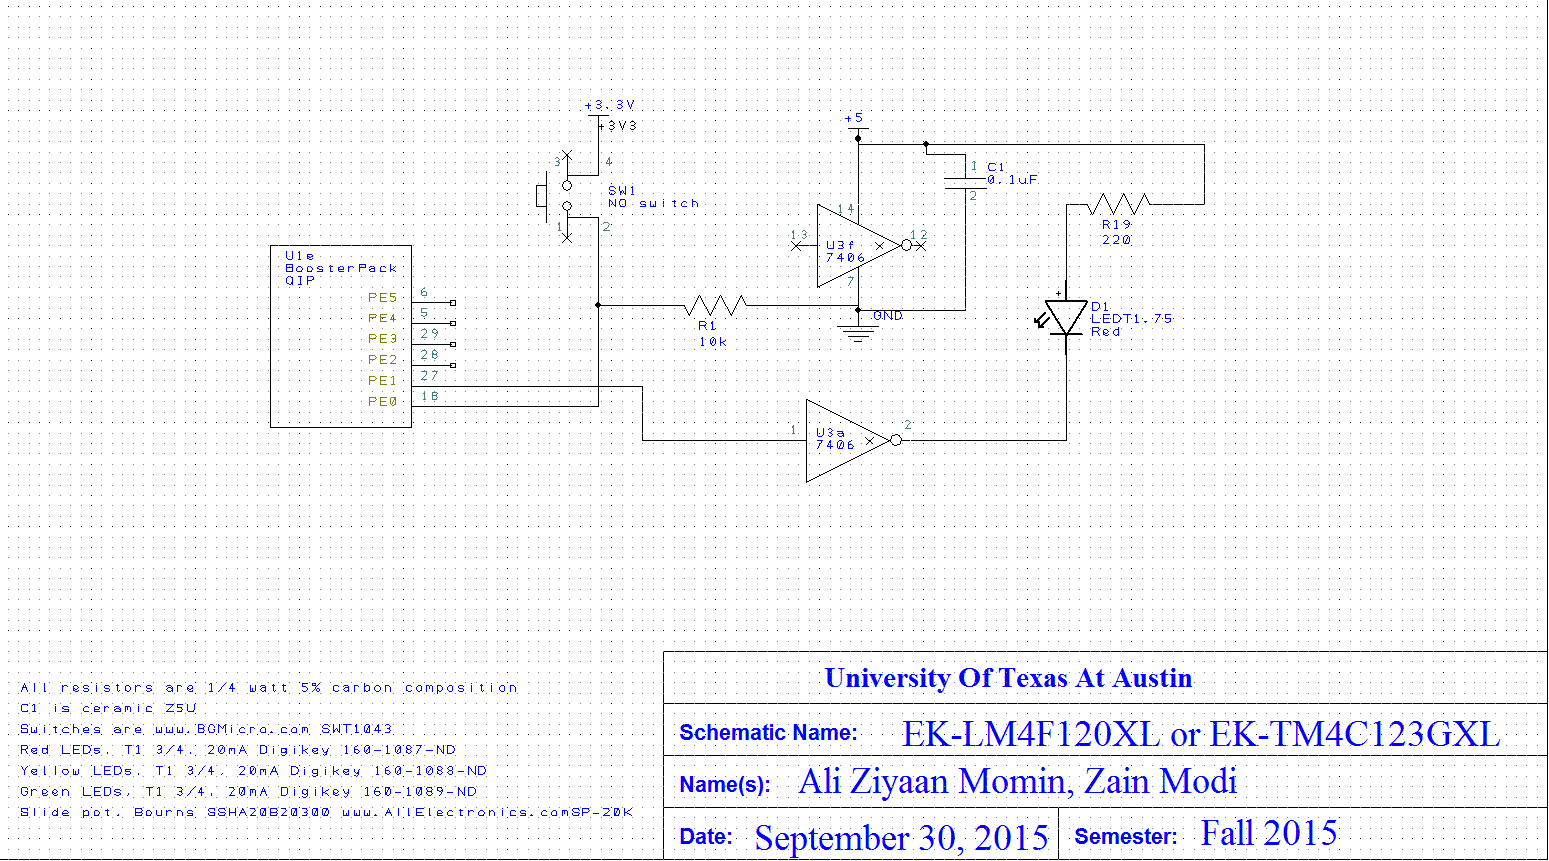 +3.3V
+3V3
3
4
SW1
NO switch
1
2
+5
C1
0.1uF
1
2
14
13
12
U3f
7406
7
GND
R19
220
U1e
BoosterPack
QIP
PE5 6
PE4 5
PE3 29
PE2 28
PE1 27
PE0 18
R1
10k
+
D1
LEDT1.75
Red
1
U3a
7406
2
All resistors are 1/4 watt 5% carbon composition
C1 is ceramic Z5U
Switches are www.BGMicro.com SWT1043
Red LEDs, T1 3/4, 20mA Digikey 160-1087-ND
Yellow LEDs, T1 3/4, 20mA Digikey 160-1088-ND
Green LEDs, T1 3/4, 20mA Digikey 160-1089-ND
Slide pot, Bourns SSHA20B20300 www.AllElectronics.comSP-20K
University Of Texas At Austin
Schematic Name: EK-LM4F120XL or EK-TM4C123GXL
Name(s): Ali Ziyaan Momin, Zain Modi
Date: September 30, 2015 Semester: Fall 2015